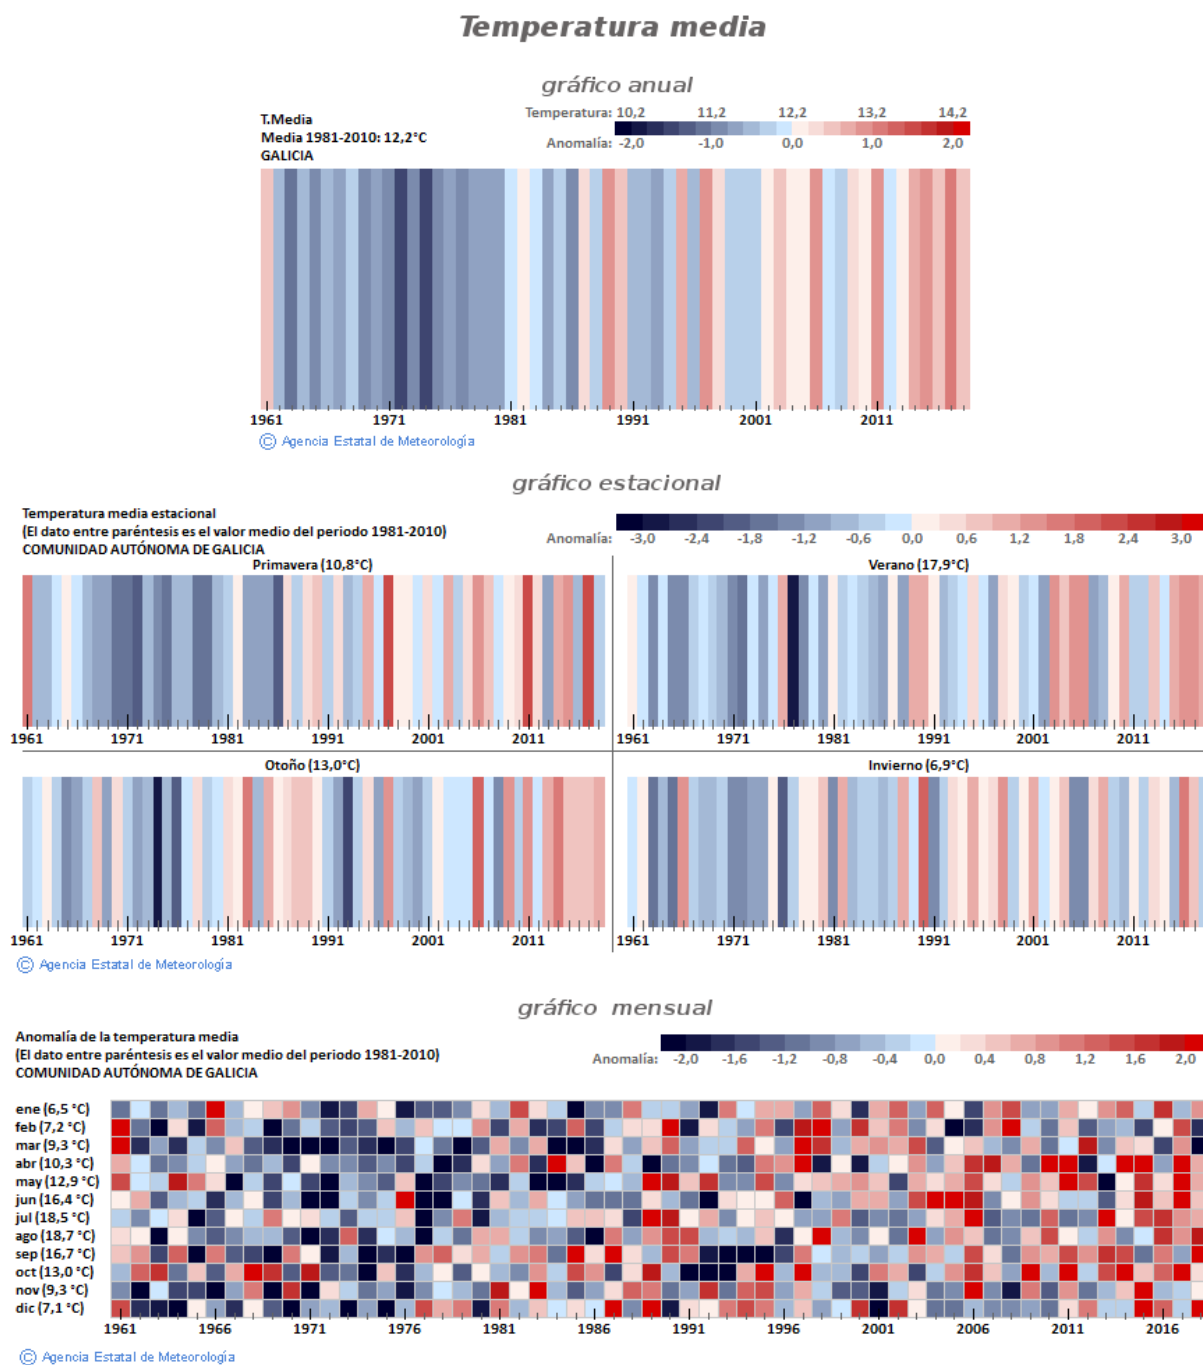 Temperatura media
gráfico anual
T.Media
Media 1981-2010: 12,2°C
GALICIA
Temperatura: 10,2 11,2 12,2 13,2 14,2
Anomalía: -2,0 -1,0 0,0 1,0 2,0
1961 1971 1981 1991 2001 2011
© Agencia Estatal de Meteorología
gráfico estacional
Temperatura media estacional
(El dato entre paréntesis es el valor medio del periodo 1981-2010)
COMUNIDAD AUTÓNOMA DE GALICIA
Anomalía: -3,0 -2,4 -1,8 -1,2 -0,6 0,0 0,6 1,2 1,8 2,4 3,0
Primavera (10,8°C)
1961 1971 1981 1991 2001 2011
Verano (17,9°C)
1961 1971 1981 1991 2001 2011
Otoño (13,0°C)
1961 1971 1981 1991 2001 2011
Invierno (6,9°C)
1961 1971 1981 1991 2001 2011
© Agencia Estatal de Meteorología
gráfico mensual
Anomalía de la temperatura media
(El dato entre paréntesis es el valor medio del periodo 1981-2010)
COMUNIDAD AUTÓNOMA DE GALICIA
Anomalía: -2,0 -1,6 -1,2 -0,8 -0,4 0,0 0,4 0,8 1,2 1,6 2,0
ene (6,5 °C)
feb (7,2 °C)
mar (9,3 °C)
abr (10,3 °C)
may (12,9 °C)
jun (16,4 °C)
jul (18,5 °C)
ago (18,7 °C)
sep (16,7 °C)
oct (13,0 °C)
nov (9,3 °C)
dic (7,1 °C)
1961 1966 1971 1976 1981 1986 1991 1996 2001 2006 2011 2016
© Agencia Estatal de Meteorología